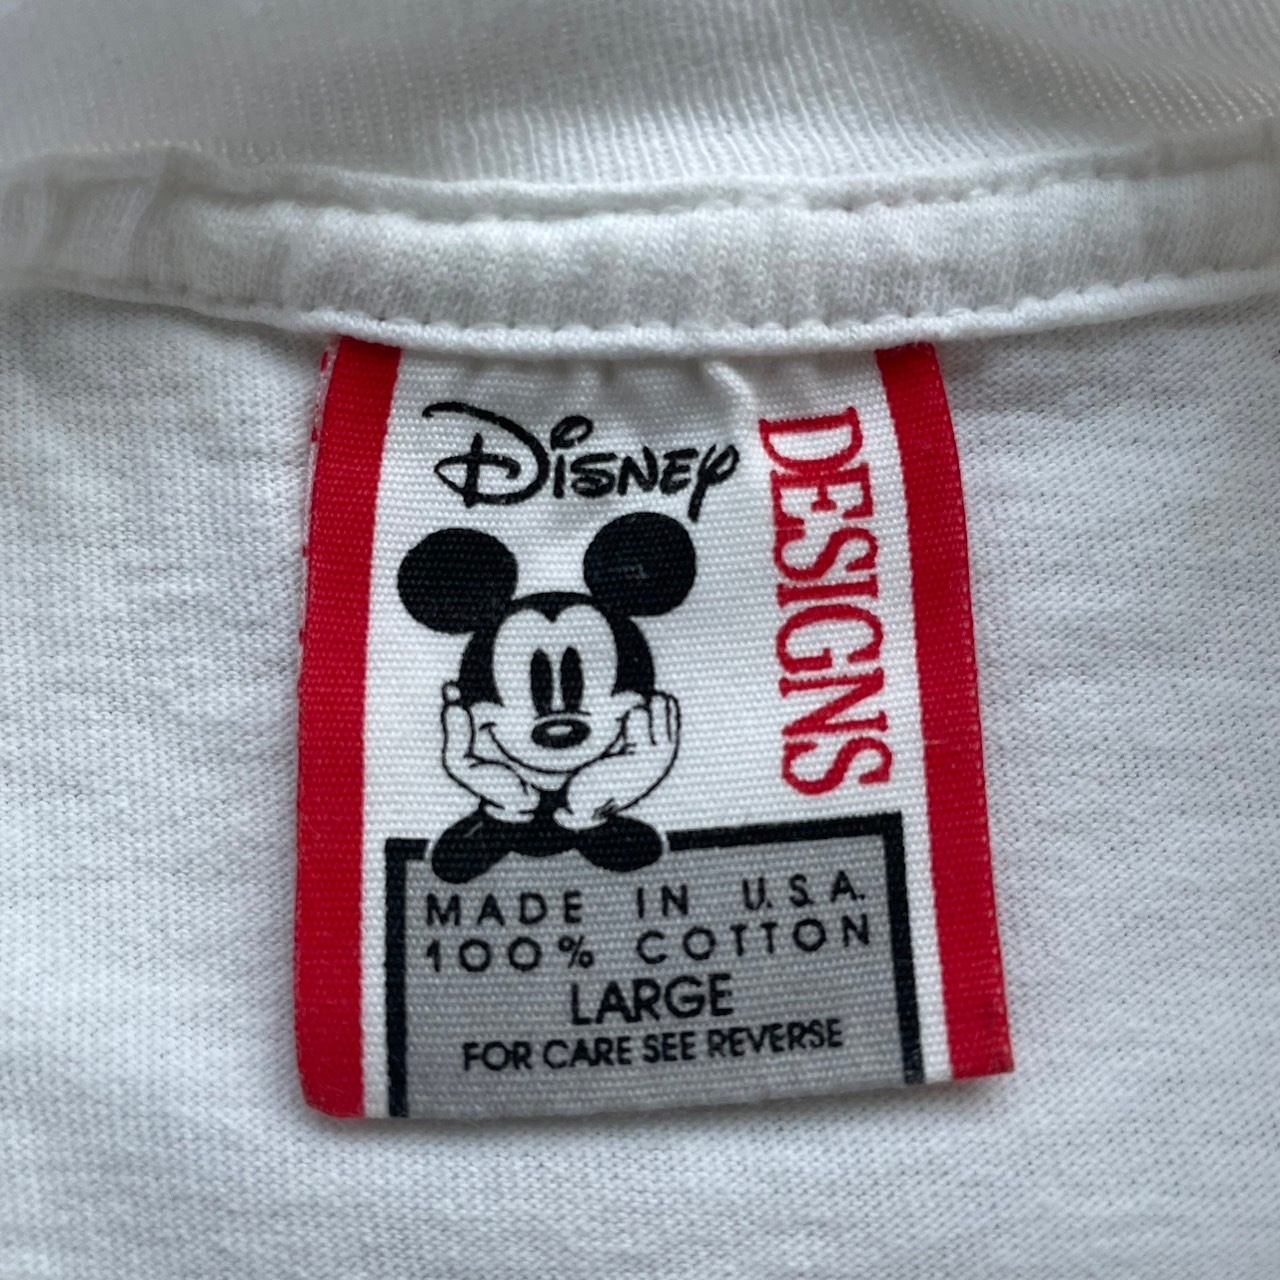 Disney
DESIGNS
MADE IN U.S.A.
100% COTTON
LARGE
FOR CARE SEE REVERSE